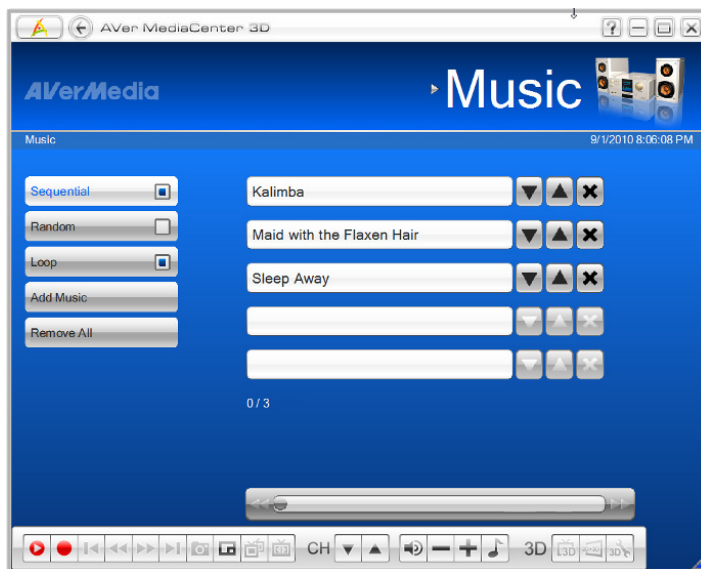 AVer MediaCenter 3D
AVerMedia
Music
Music
9/1/2010 8:06:08 PM
Sequential
Random
Loop
Add Music
Remove All
Kalimba
Maid with the Flaxen Hair
Sleep Away
0 / 3
CH
3D